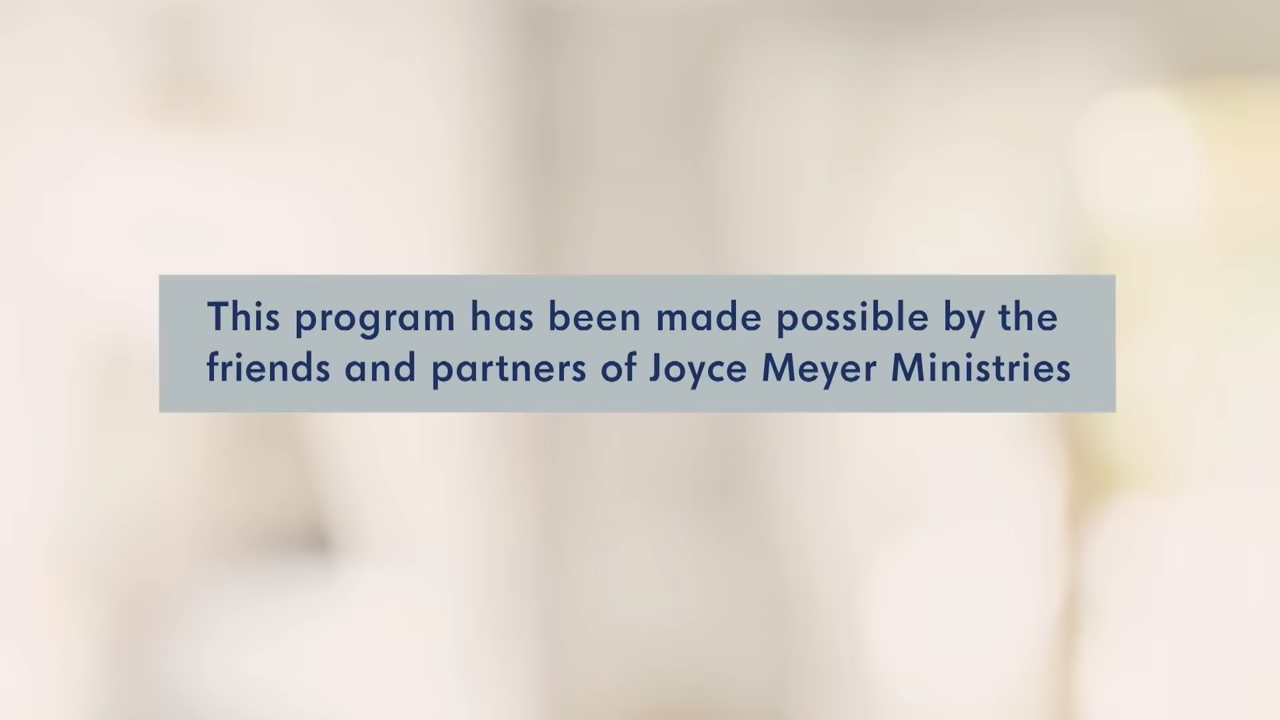 This program has been made possible by the
friends and partners of Joyce Meyer Ministries